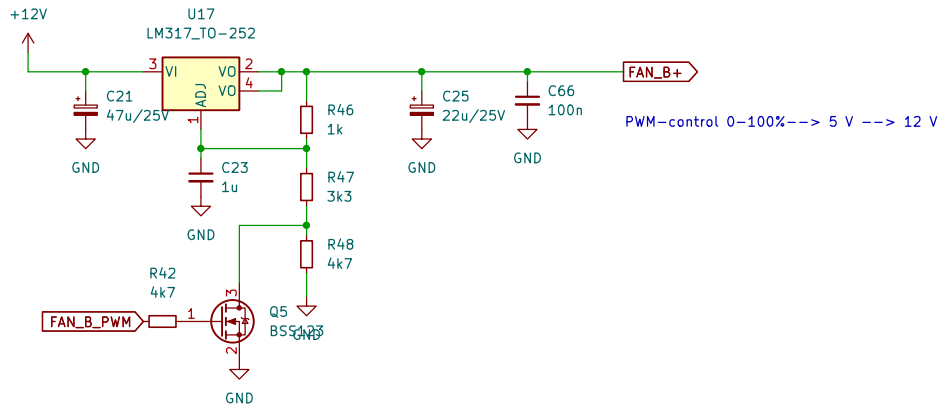 +12V
U17
LM317_TO-252
3
VI
VO
2
VO
4
ADJ
1
C21
47u/25V
GND
R46
1k
C25
22u/25V
GND
C66
100n
GND
FAN_B+
PWM-control 0-100%--> 5 V --> 12 V
C23
1u
GND
R47
3k3
R48
4k7
GND
R42
4k7
FAN_B_PWM
1
3
2
Q5
BSS123
GND